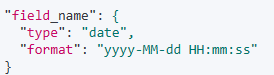 "field_name": {
  "type": "date",
  "format": "yyyy-MM-dd HH:mm:ss"
}